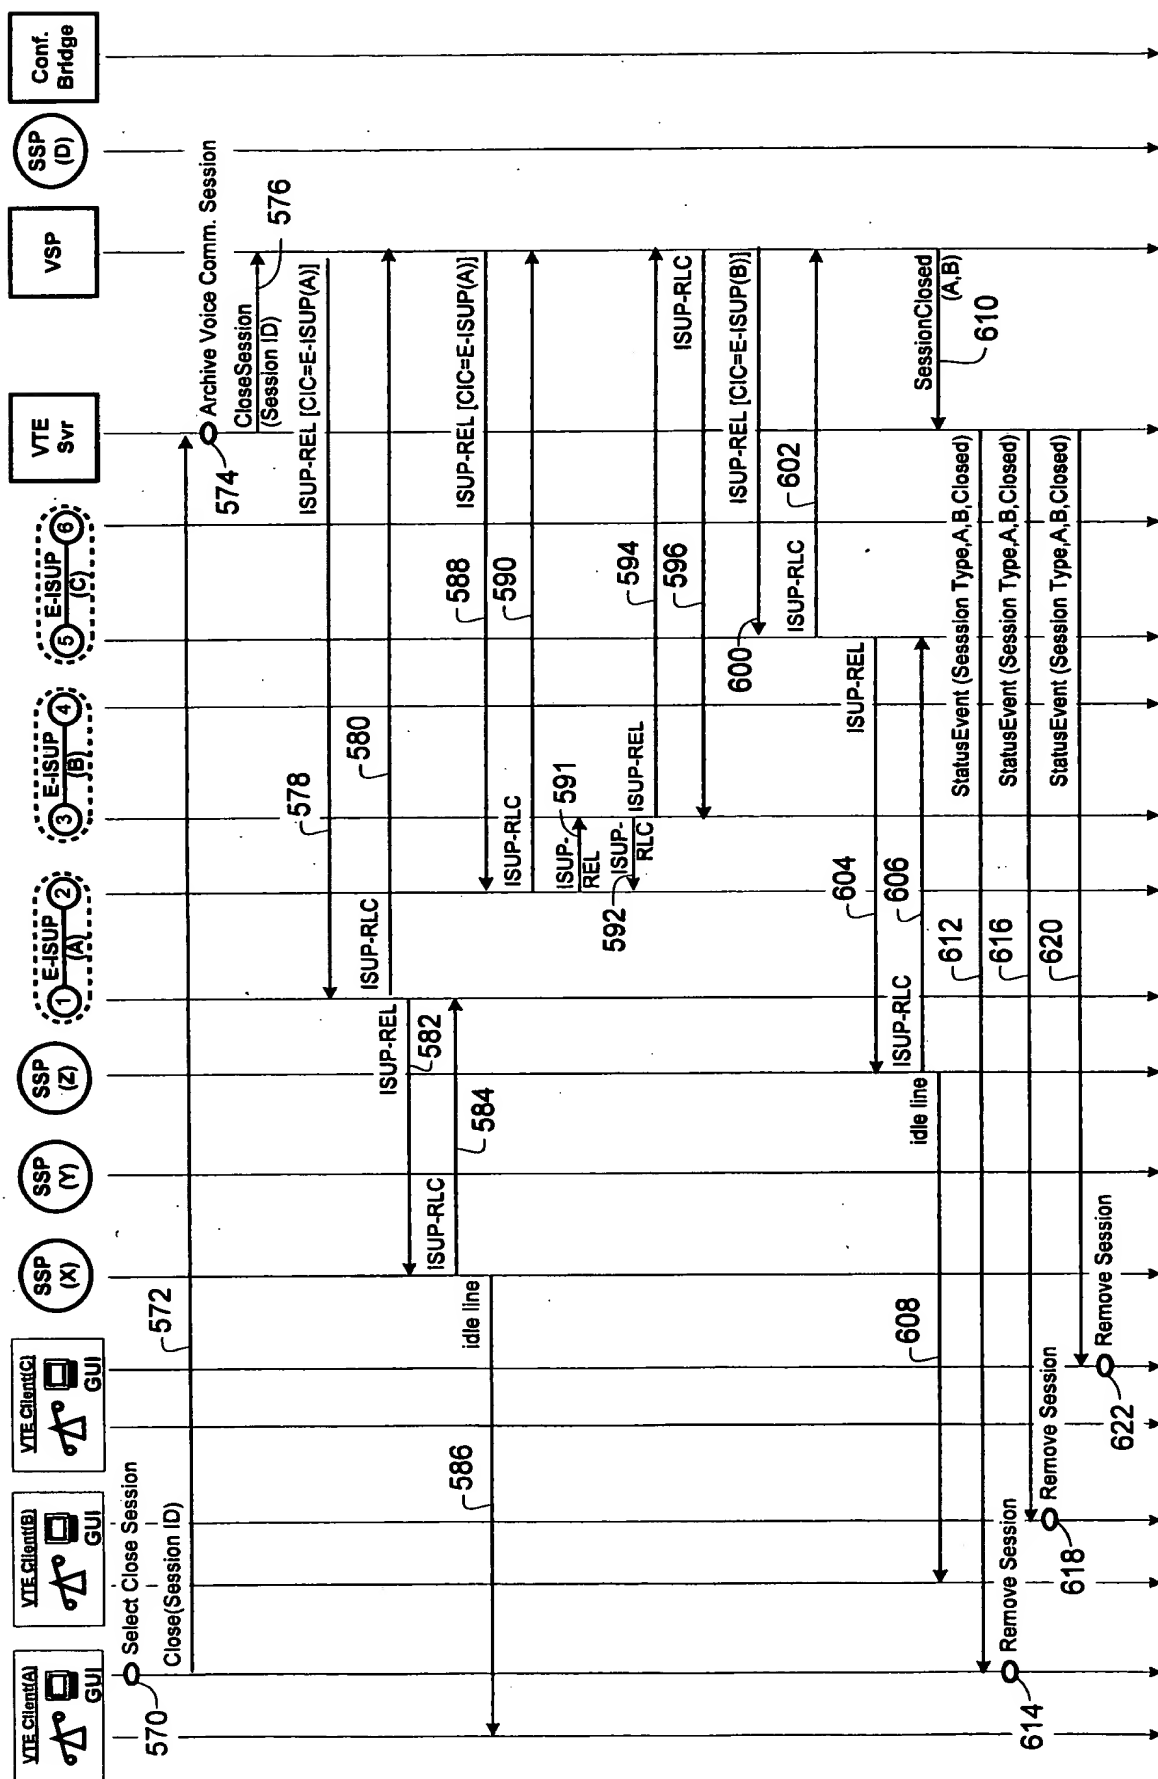 VTE Client(A)
GUI
VTE Client(B)
GUI
VTE Client(C)
GUI
SSP
(X)
SSP
(Y)
SSP
(Z)
1
E-ISUP
(A)
2
3
E-ISUP
(B)
4
5
E-ISUP
(C)
6
VTE
Svr
VSP
SSP
(D)
Conf.
Bridge
Select Close Session
570
Close(Session ID)
572
Archive Voice Comm. Session
574
CloseSession
(Session ID)
576
ISUP-REL [CIC=E-ISUP(A)]
578
ISUP-RLC
580
ISUP-REL
582
ISUP-RLC
584
idle line
586
ISUP-REL [CIC=E-ISUP(A)]
588
ISUP-RLC
590
ISUP-
REL
591
ISUP-
RLC
592
ISUP-REL
594
ISUP-RLC
596
ISUP-REL [CIC=E-ISUP(B)]
600
ISUP-RLC
602
ISUP-REL
604
ISUP-RLC
606
idle line
608
SessionClosed
(A,B)
610
StatusEvent (Session Type,A,B,Closed)
612
Remove Session
614
StatusEvent (Session Type,A,B,Closed)
616
Remove Session
618
StatusEvent (Session Type,A,B,Closed)
620
Remove Session
622